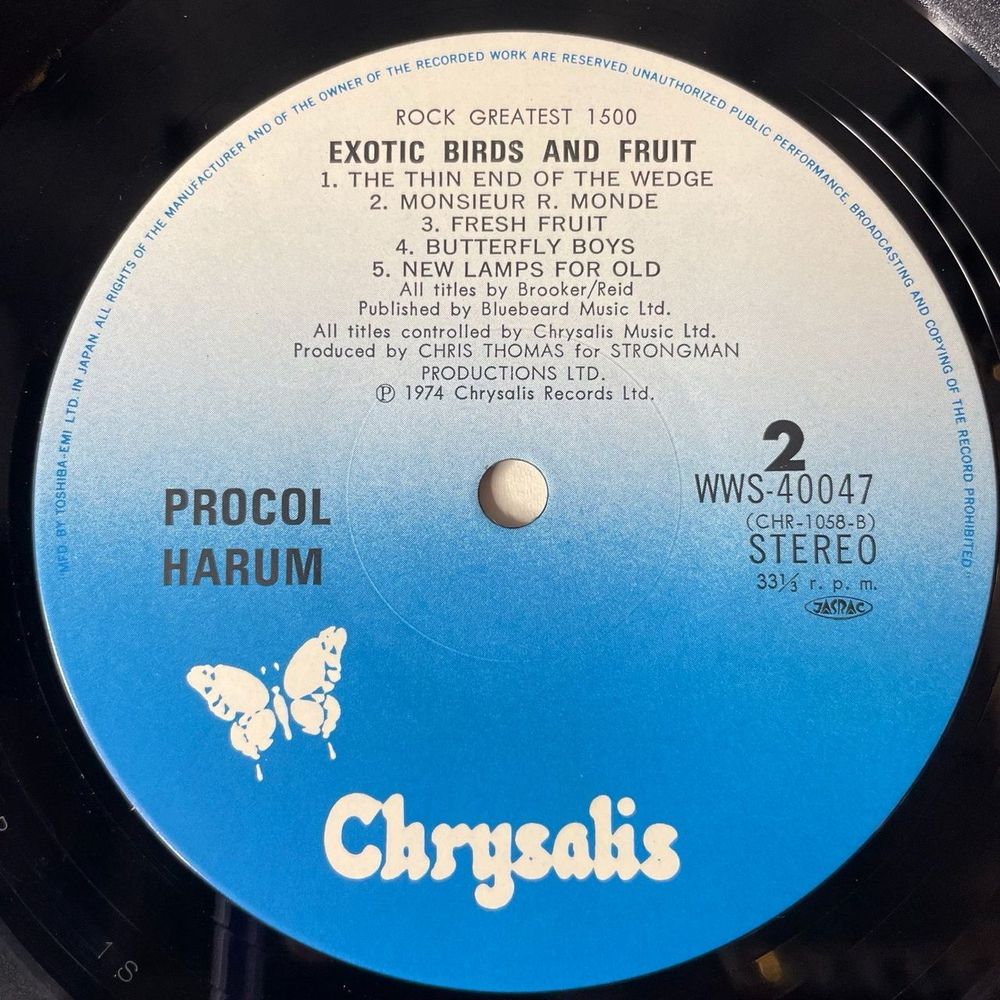 "MFD. BY TOSHIBA-EMI LTD. IN JAPAN. ALL RIGHTS OF THE MANUFACTURER AND OF THE OWNER OF THE RECORDED WORK ARE RESERVED. UNAUTHORIZED PUBLIC PERFORMANCE, BROADCASTING AND COPYING OF THE RECORD PROHIBITED"
ROCK GREATEST 1500
EXOTIC BIRDS AND FRUIT
1. THE THIN END OF THE WEDGE
2. MONSIEUR R. MONDE
3. FRESH FRUIT
4. BUTTERFLY BOYS
5. NEW LAMPS FOR OLD
All titles by Brooker/Reid
Published by Bluebeard Music Ltd.
All titles controlled by Chrysalis Music Ltd.
Produced by CHRIS THOMAS for STRONGMAN
PRODUCTIONS LTD.
Ⓟ 1974 Chrysalis Records Ltd.
2
WWS-40047
(CHR-1058-B)
STEREO
33⅓ r. p. m.
JASRAC
PROCOL
HARUM
Chrysalis
1 S